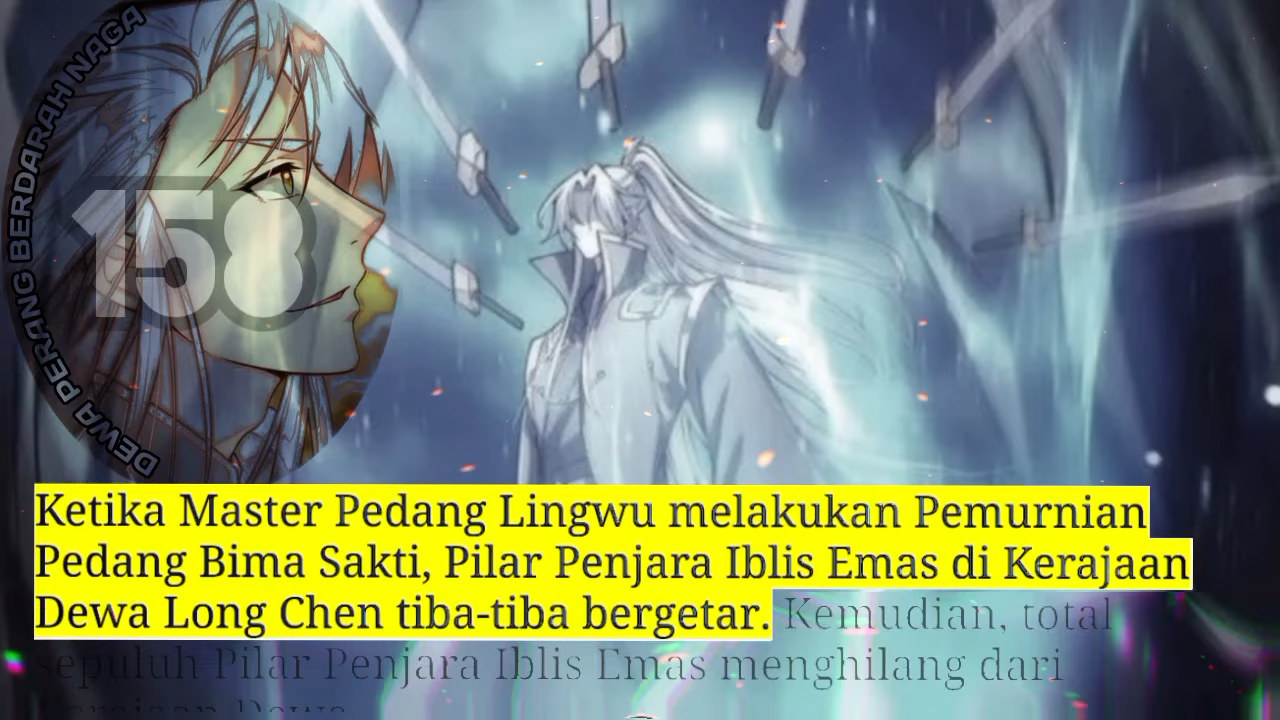 DEWA PERANG BERDARAH NAGA
158
Ketika Master Pedang Lingwu melakukan Pemurnian
Pedang Bima Sakti, Pilar Penjara Iblis Emas di Kerajaan
Dewa Long Chen tiba-tiba bergetar. Kemudian, total
sepuluh Pilar Penjara Iblis Emas menghilang dari
Dewa